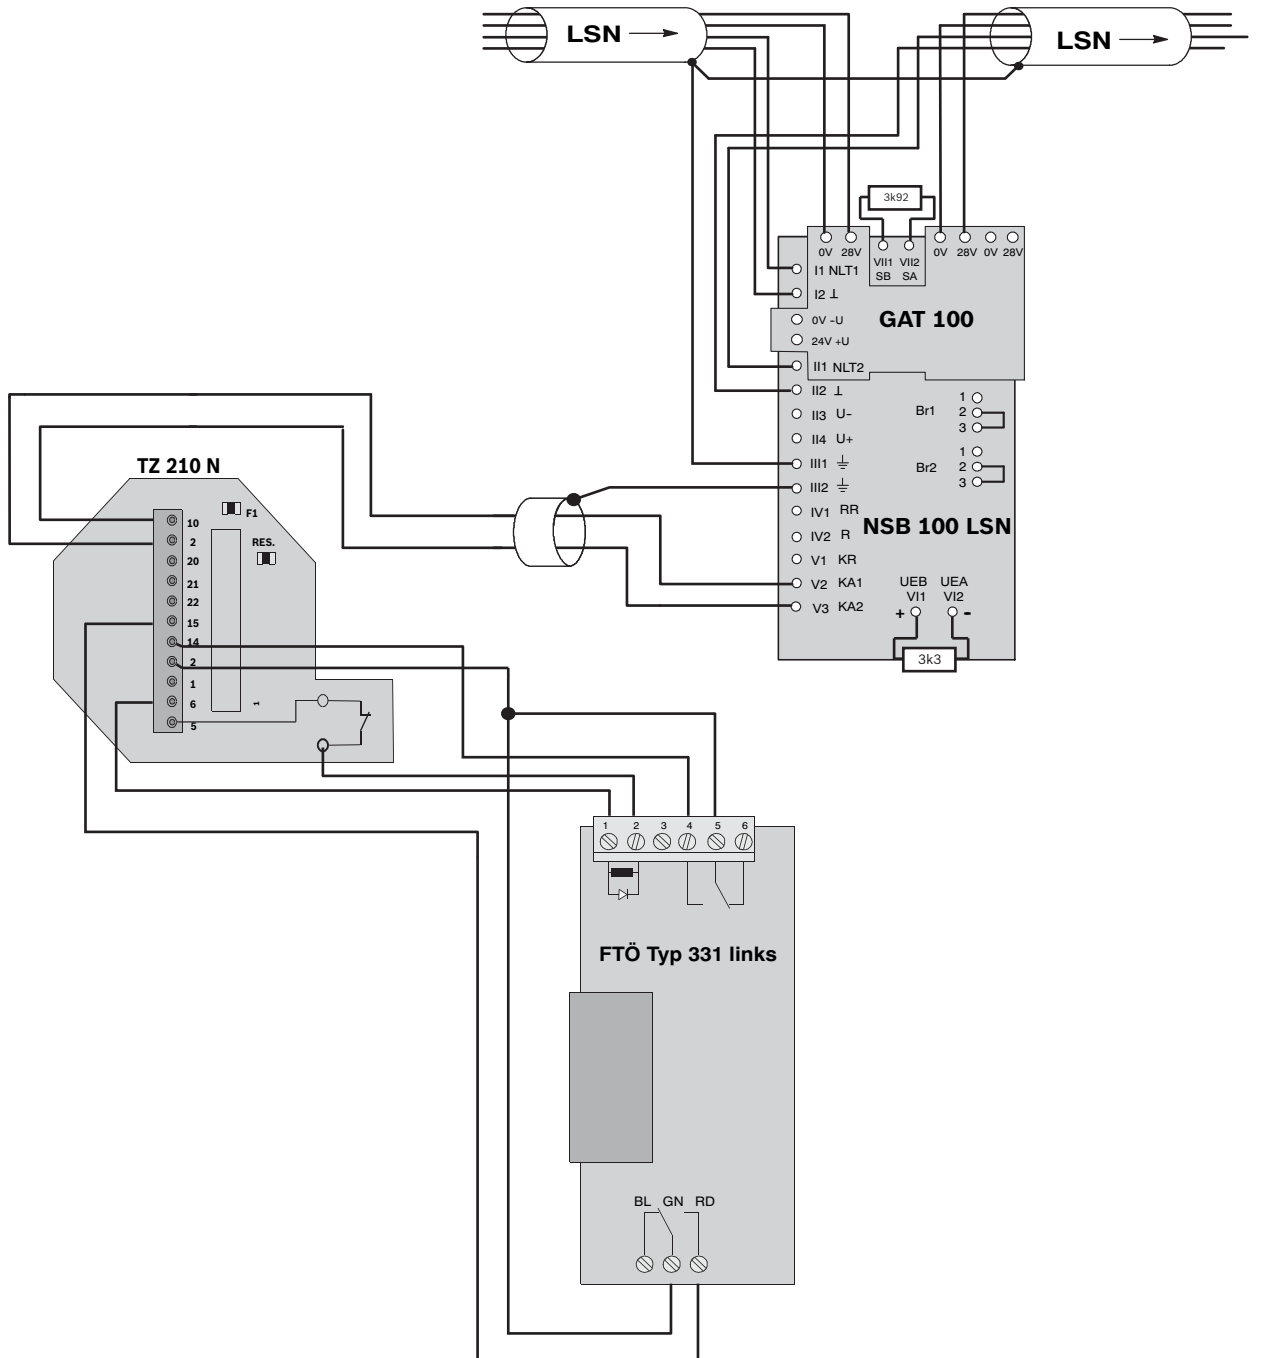 LSN
LSN
3k92
0V 28V
VII1 VII2
SB SA
0V 28V 0V 28V
I1 NLT1
I2 ⊥
0V -U
24V +U
GAT 100
II1 NLT2
II2 ⊥
II3 U-
II4 U+
III1 ⏚
III2 ⏚
IV1 RR
IV2 R
V1 KR
V2 KA1
V3 KA2
Br1
1
2
3
Br2
1
2
3
NSB 100 LSN
UEB UEA
VI1 VI2
+ -
3k3
TZ 210 N
F1
RES.
10
2
20
21
22
15
14
2
1
6
5
1
1 2 3 4 5 6
FTÖ Typ 331 links
BL GN RD